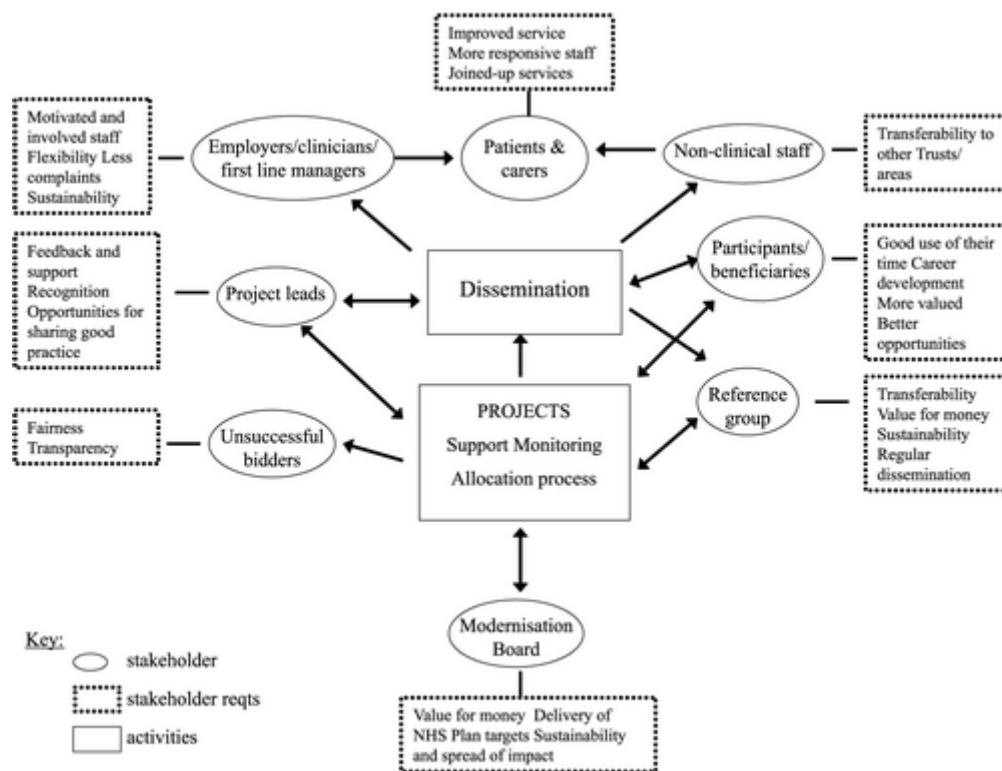 Improved service
More responsive staff
Joined-up services
Motivated and
involved staff
Flexibility Less
complaints
Sustainability
Employers/clinicians/
first line managers
Patients &
carers
Non-clinical staff
Transferability to
other Trusts/
areas
Feedback and
support
Recognition
Opportunities for
sharing good
practice
Project leads
Dissemination
Participants/
beneficiaries
Good use of their
time Career
development
More valued
Better
opportunities
Fairness
Transparency
Unsuccessful
bidders
PROJECTS
Support Monitoring
Allocation process
Reference
group
Transferability
Value for money
Sustainability
Regular
dissemination
Modernisation
Board
Value for money Delivery of
NHS Plan targets Sustainability
and spread of impact
Key:
stakeholder
stakeholder reqts
activities